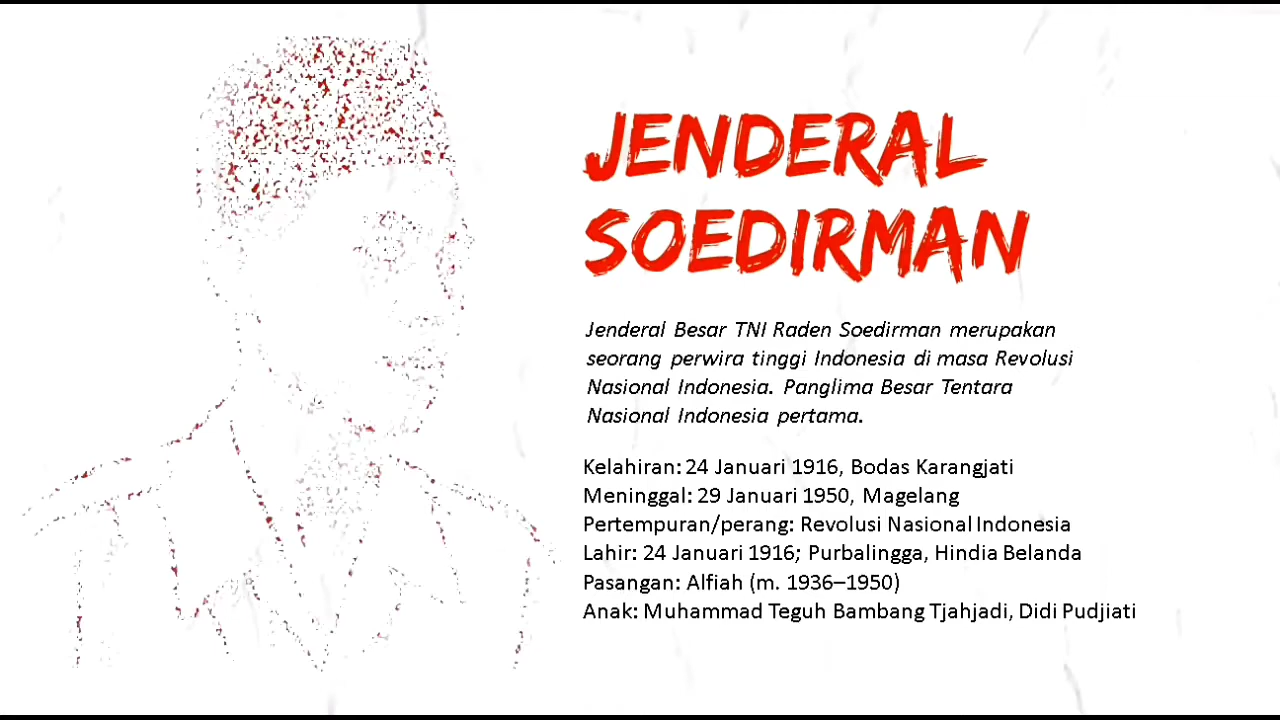 JENDERAL
SOEDIRMAN
Jenderal Besar TNI Raden Soedirman merupakan
seorang perwira tinggi Indonesia di masa Revolusi
Nasional Indonesia. Panglima Besar Tentara
Nasional Indonesia pertama.
Kelahiran: 24 Januari 1916, Bodas Karangjati
Meninggal: 29 Januari 1950, Magelang
Pertempuran/perang: Revolusi Nasional Indonesia
Lahir: 24 Januari 1916; Purbalingga, Hindia Belanda
Pasangan: Alfiah (m. 1936–1950)
Anak: Muhammad Teguh Bambang Tjahjadi, Didi Pudjiati